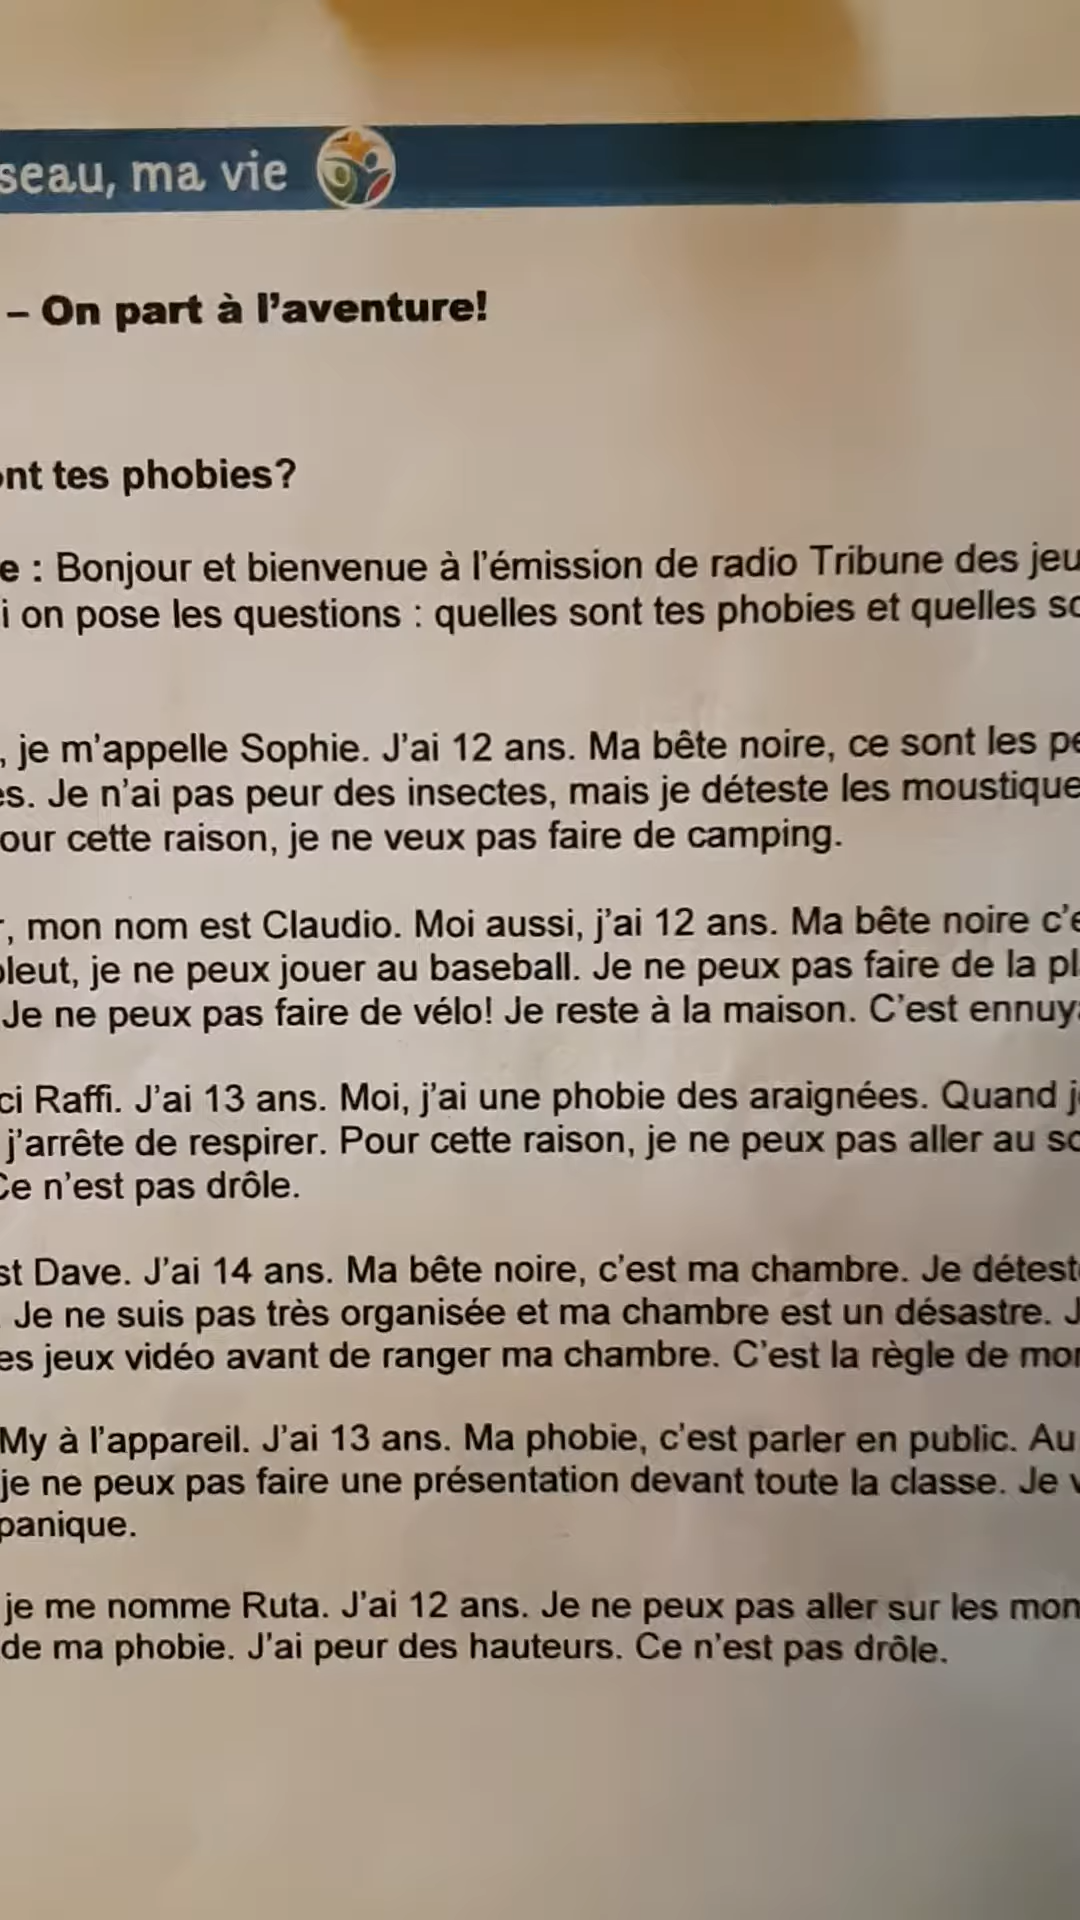 seau, ma vie
– On part à l'aventure!
nt tes phobies?
e : Bonjour et bienvenue à l'émission de radio Tribune des jeu
i on pose les questions : quelles sont tes phobies et quelles so
, je m'appelle Sophie. J'ai 12 ans. Ma bête noire, ce sont les pe
es. Je n'ai pas peur des insectes, mais je déteste les moustique
our cette raison, je ne veux pas faire de camping.
, mon nom est Claudio. Moi aussi, j'ai 12 ans. Ma bête noire c'e
pleut, je ne peux jouer au baseball. Je ne peux pas faire de la pl
Je ne peux pas faire de vélo! Je reste à la maison. C'est ennuy
ci Raffi. J'ai 13 ans. Moi, j'ai une phobie des araignées. Quand j
j'arrête de respirer. Pour cette raison, je ne peux pas aller au so
Ce n'est pas drôle.
st Dave. J'ai 14 ans. Ma bête noire, c'est ma chambre. Je détest
Je ne suis pas très organisée et ma chambre est un désastre. J
es jeux vidéo avant de ranger ma chambre. C'est la règle de mon
My à l'appareil. J'ai 13 ans. Ma phobie, c'est parler en public. Au
je ne peux pas faire une présentation devant toute la classe. Je v
panique.
je me nomme Ruta. J'ai 12 ans. Je ne peux pas aller sur les mon
de ma phobie. J'ai peur des hauteurs. Ce n'est pas drôle.